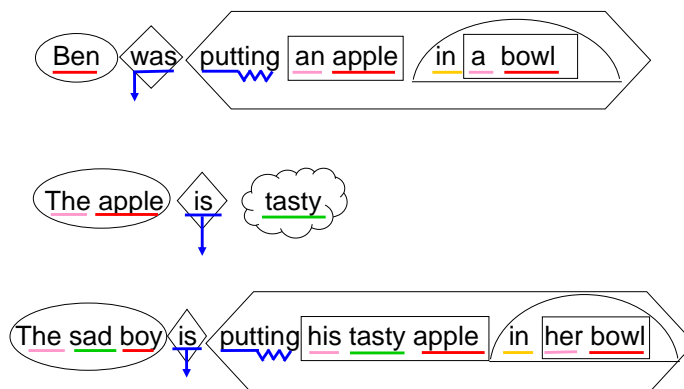 Ben was putting an apple in a bowl
The apple is tasty
The sad boy is putting his tasty apple in her bowl